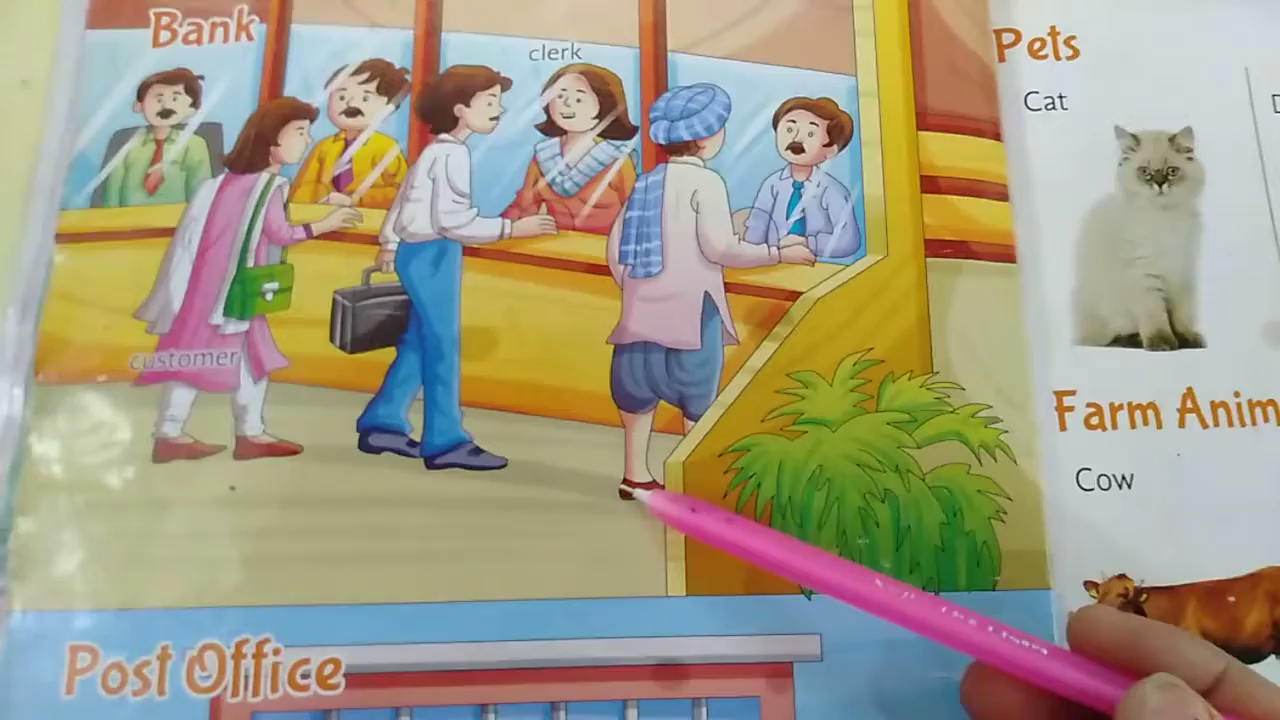 Bank
clerk
customer
Post Office
Pets
Cat
Farm Anim
Cow